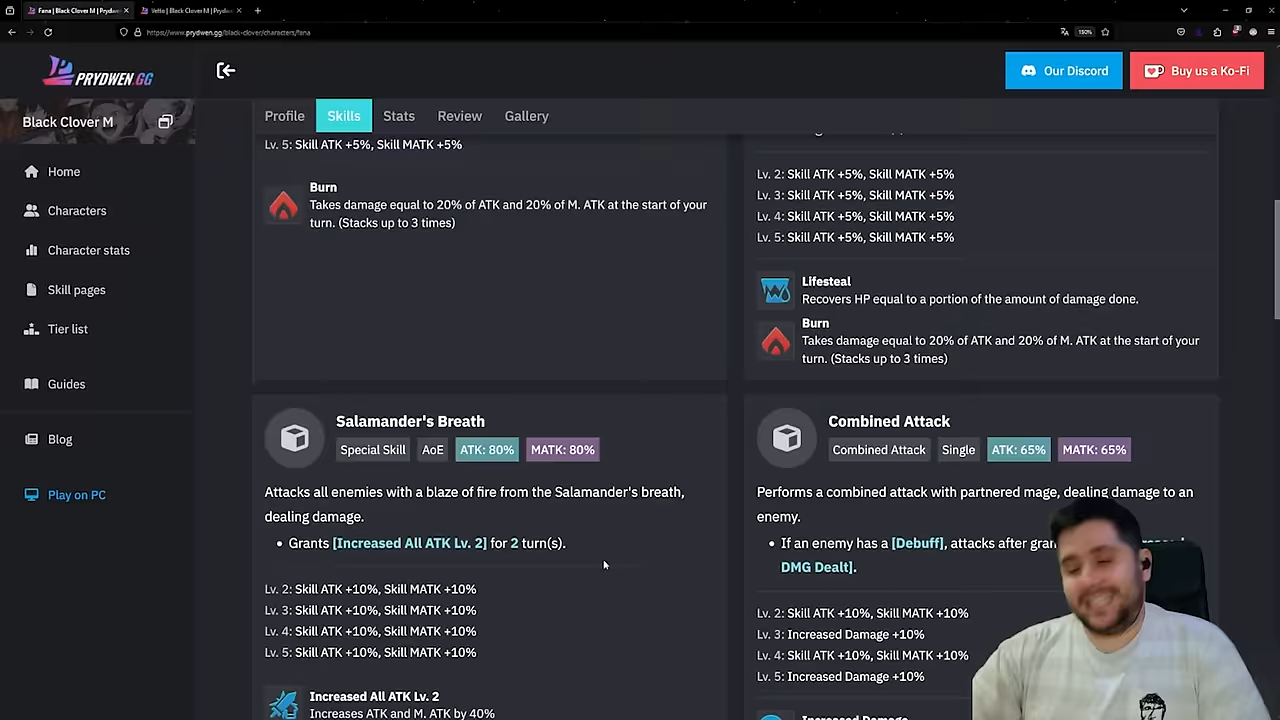 Fana | Black Clover M | Prydwen
Vetto | Black Clover M | Prydwe
https://www.prydwen.gg/black-clover/characters/fana
150%
PRYDWEN.GG
Our Discord
Buy us a Ko-Fi
Black Clover M
Home
Characters
Character stats
Skill pages
Tier list
Guides
Blog
Play on PC
Profile
Skills
Stats
Review
Gallery
Lv. 5: Skill ATK +5%, Skill MATK +5%
Burn
Takes damage equal to 20% of ATK and 20% of M. ATK at the start of your
turn. (Stacks up to 3 times)
Lv. 2: Skill ATK +5%, Skill MATK +5%
Lv. 3: Skill ATK +5%, Skill MATK +5%
Lv. 4: Skill ATK +5%, Skill MATK +5%
Lv. 5: Skill ATK +5%, Skill MATK +5%
Lifesteal
Recovers HP equal to a portion of the amount of damage done.
Burn
Takes damage equal to 20% of ATK and 20% of M. ATK at the start of your
turn. (Stacks up to 3 times)
Salamander's Breath
Special Skill AoE ATK: 80% MATK: 80%
Attacks all enemies with a blaze of fire from the Salamander's breath,
dealing damage.
• Grants [Increased All ATK Lv. 2] for 2 turn(s).
Lv. 2: Skill ATK +10%, Skill MATK +10%
Lv. 3: Skill ATK +10%, Skill MATK +10%
Lv. 4: Skill ATK +10%, Skill MATK +10%
Lv. 5: Skill ATK +10%, Skill MATK +10%
Increased All ATK Lv. 2
Increases ATK and M. ATK by 40%
Combined Attack
Combined Attack Single ATK: 65% MATK: 65%
Performs a combined attack with partnered mage, dealing damage to an
enemy.
• If an enemy has a [Debuff], attacks after gran
DMG Dealt].
Lv. 2: Skill ATK +10%, Skill MATK +10%
Lv. 3: Increased Damage +10%
Lv. 4: Skill ATK +10%, Skill MATK +10%
Lv. 5: Increased Damage +10%
Increased Damage